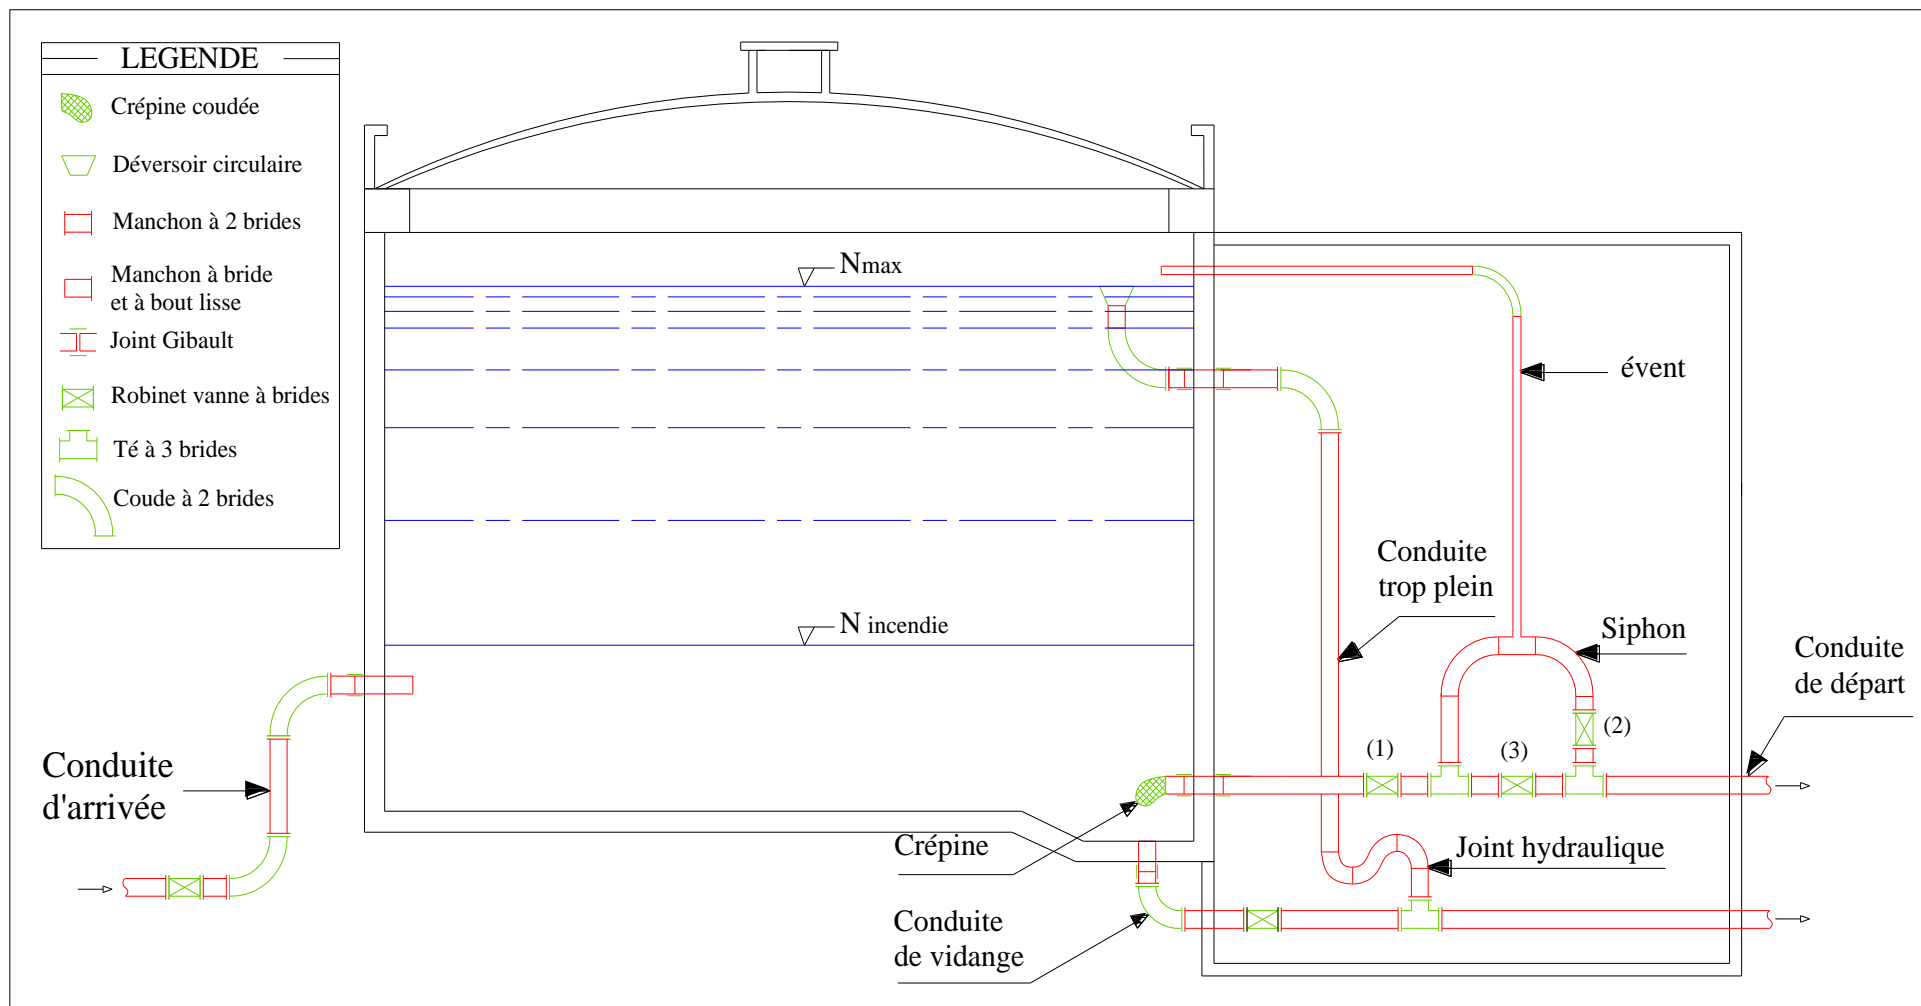 LEGENDE
Crépine coudée
Déversoir circulaire
Manchon à 2 brides
Manchon à bride
et à bout lisse
Joint Gibault
Robinet vanne à brides
Té à 3 brides
Coude à 2 brides
Nmax
évent
Conduite
trop plein
N incendie
Siphon
Conduite
de départ
(2)
(1)
(3)
Conduite
d'arrivée
Crépine
Joint hydraulique
Conduite
de vidange